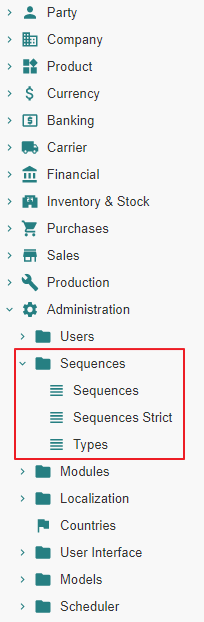 Party
Company
Product
Currency
Banking
Carrier
Financial
Inventory & Stock
Purchases
Sales
Production
Administration
Users
Sequences
Sequences
Sequences Strict
Types
Modules
Localization
Countries
User Interface
Models
Scheduler